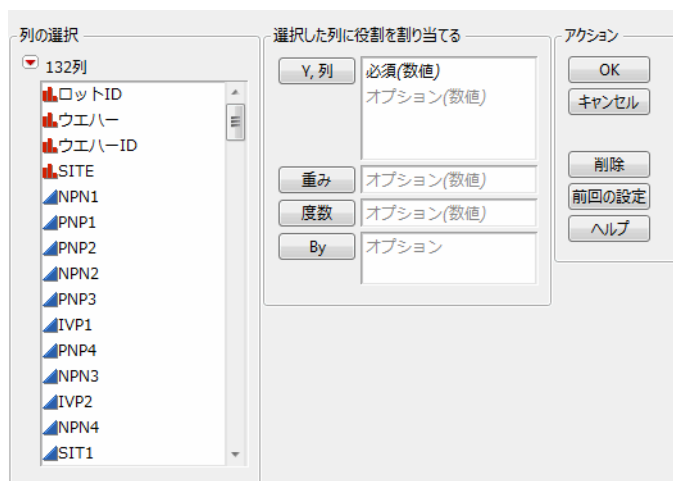 列の選択
132列
ロットID
ウエハー
ウエハーID
SITE
NPN1
PNP1
PNP2
NPN2
PNP3
IVP1
PNP4
NPN3
IVP2
NPN4
SIT1
選択した列に役割を割り当てる
Y, 列
必須(数値)
オプション(数値)
重み
オプション(数値)
度数
オプション(数値)
By
オプション
アクション
OK
キャンセル
削除
前回の設定
ヘルプ